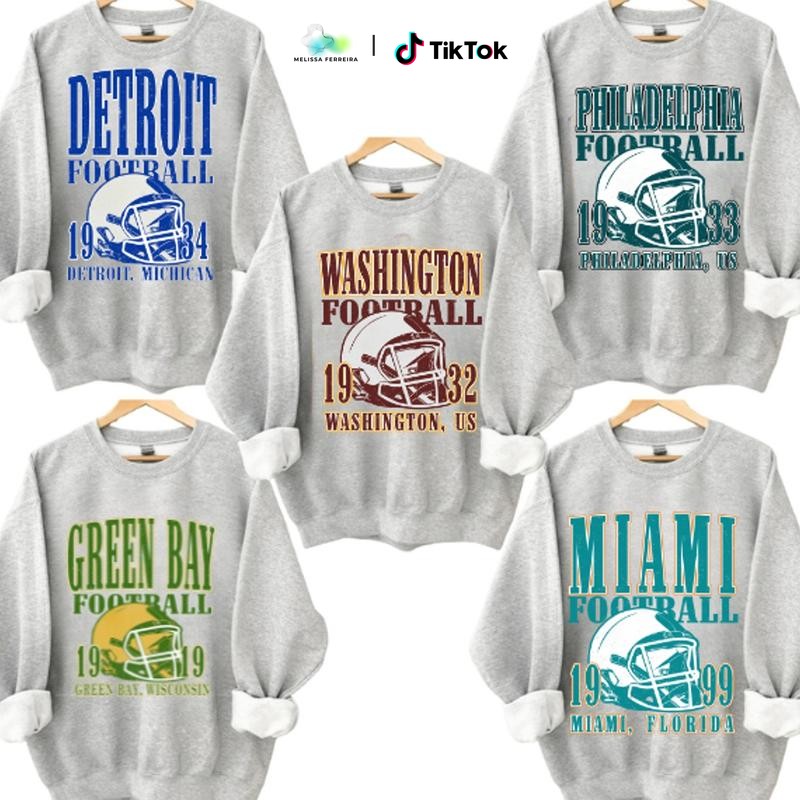 MELISSA FERREIRA
TikTok
DETROIT
FOOTBALL
19 34
DETROIT, MICHIGAN
PHILADELPHIA
FOOTBALL
19 33
PHILADELPHIA, US
WASHINGTON
FOOTBALL
19 32
WASHINGTON, US
GREEN BAY
FOOTBALL
19 19
GREEN BAY, WISCONSIN
MIAMI
FOOTBALL
19 99
MIAMI, FLORIDA